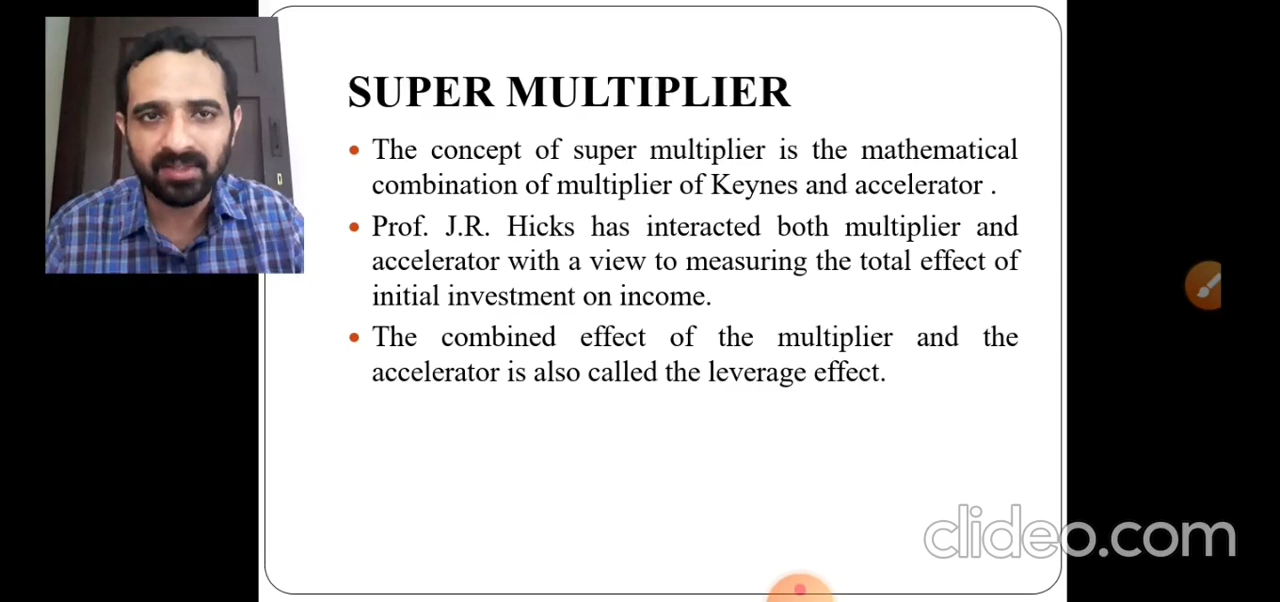 SUPER MULTIPLIER
• The concept of super multiplier is the mathematical
combination of multiplier of Keynes and accelerator .
• Prof. J.R. Hicks has interacted both multiplier and
accelerator with a view to measuring the total effect of
initial investment on income.
• The combined effect of the multiplier and the
accelerator is also called the leverage effect.
clideo.com